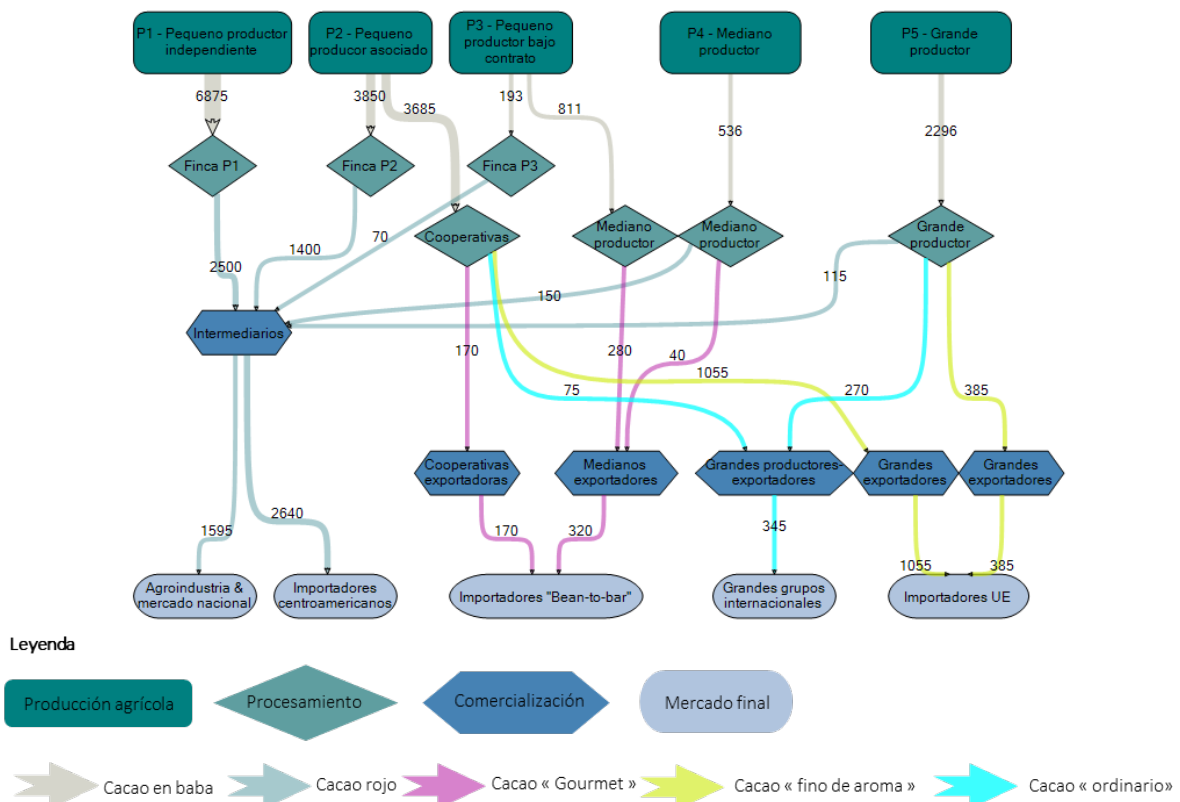 P1 - Pequeno productor
independiente
P2 - Pequeno
producor asociado
P3 - Pequeno
productor bajo
contrato
P4 - Mediano
productor
P5 - Grande
productor
6875
3850
3685
193
811
536
2296
Finca P1
Finca P2
Finca P3
Cooperativas
Mediano
productor
Mediano
productor
Grande
productor
2500
1400
70
150
115
Intermediarios
170
280
40
75
1055
270
385
Cooperativas
exportadoras
Medianos
exportadores
Grandes productores-
exportadores
Grandes
exportadores
Grandes
exportadores
1595
2640
170
320
345
1055
385
Agroindustria &
mercado nacional
Importadores
centroamericanos
Importadores "Bean-to-bar"
Grandes grupos
internacionales
Importadores UE
Leyenda
Producción agrícola
Procesamiento
Comercialización
Mercado final
Cacao en baba
Cacao rojo
Cacao « Gourmet »
Cacao « fino de aroma »
Cacao « ordinario»